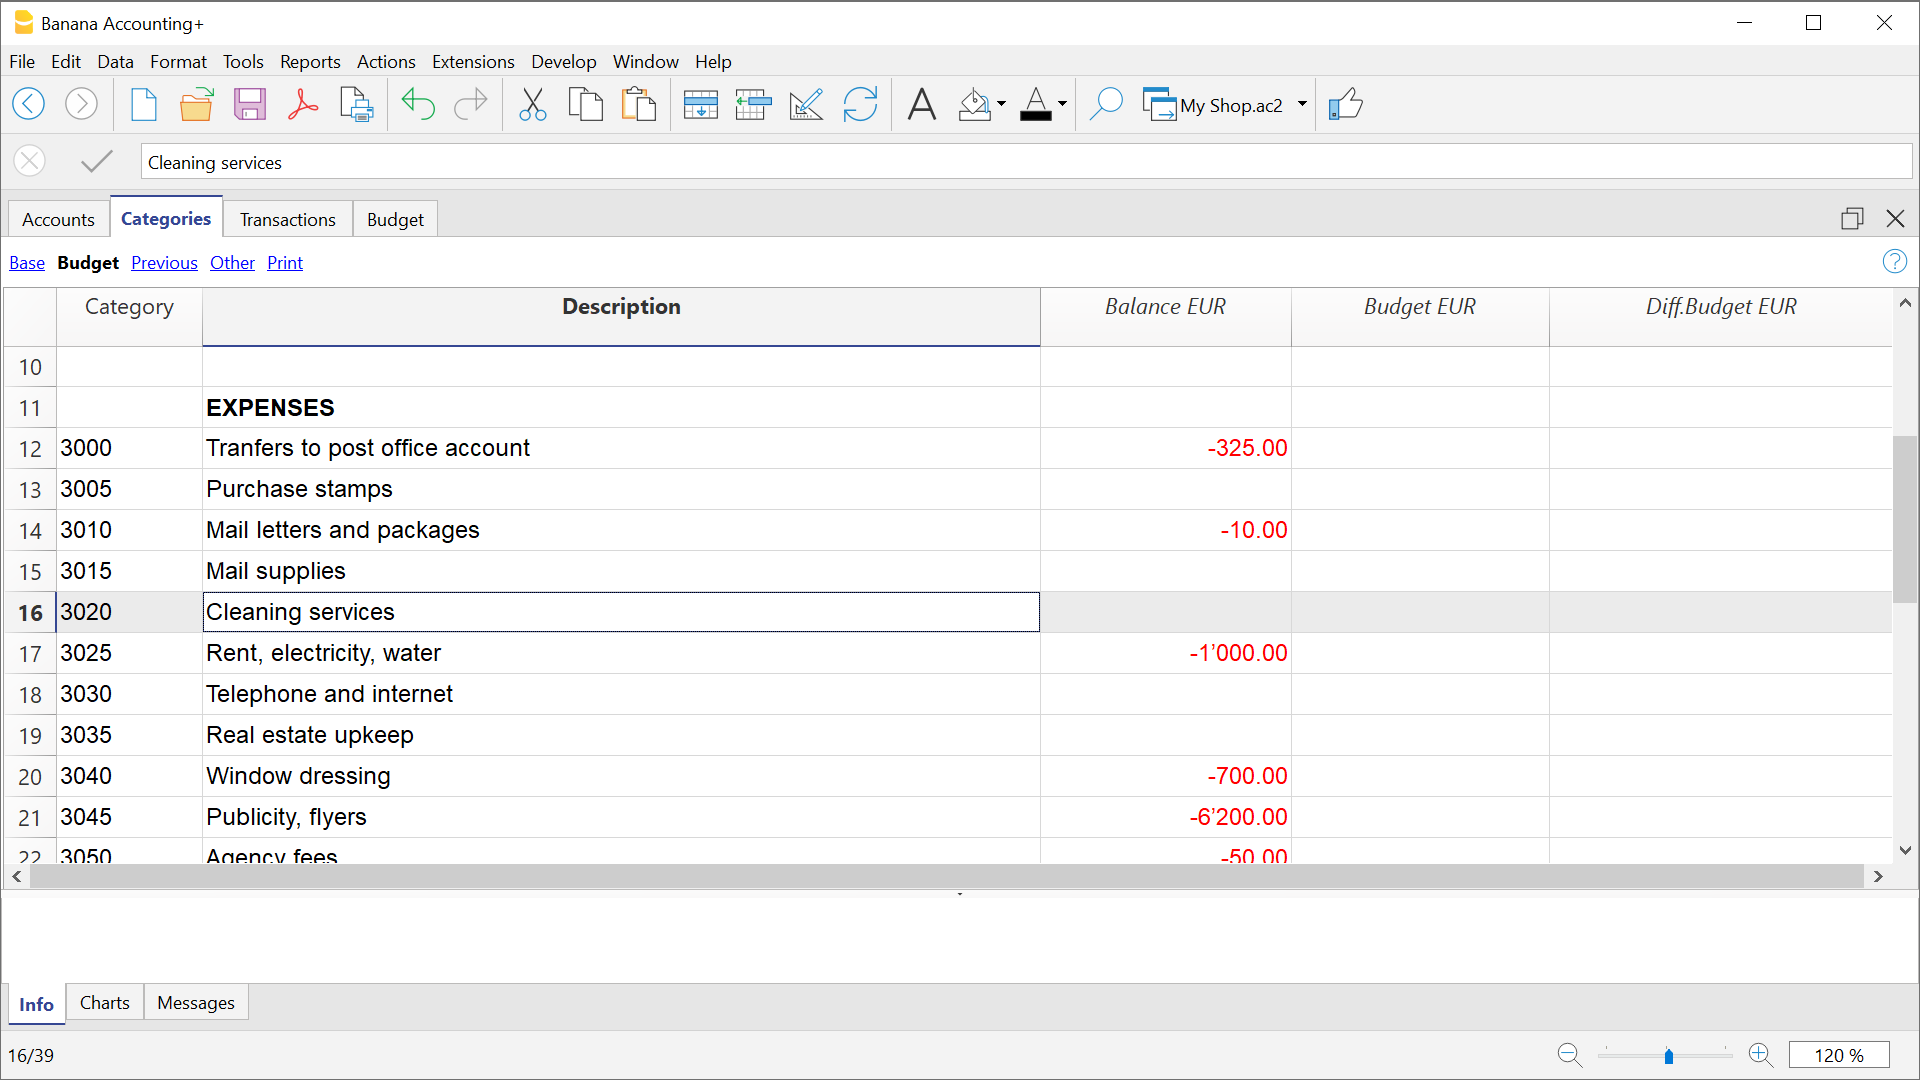 Banana Accounting+
File Edit Data Format Tools Reports Actions Extensions Develop Window Help
My Shop.ac2
Cleaning services
Accounts Categories Transactions Budget
Base Budget Previous Other Print
Category Description Balance EUR Budget EUR Diff.Budget EUR
10
11 EXPENSES
12 3000 Tranfers to post office account -325.00
13 3005 Purchase stamps
14 3010 Mail letters and packages -10.00
15 3015 Mail supplies
16 3020 Cleaning services
17 3025 Rent, electricity, water -1’000.00
18 3030 Telephone and internet
19 3035 Real estate upkeep
20 3040 Window dressing -700.00
21 3045 Publicity, flyers -6’200.00
22 3050 Agency fees -50.00
Info Charts Messages
16/39
120 %